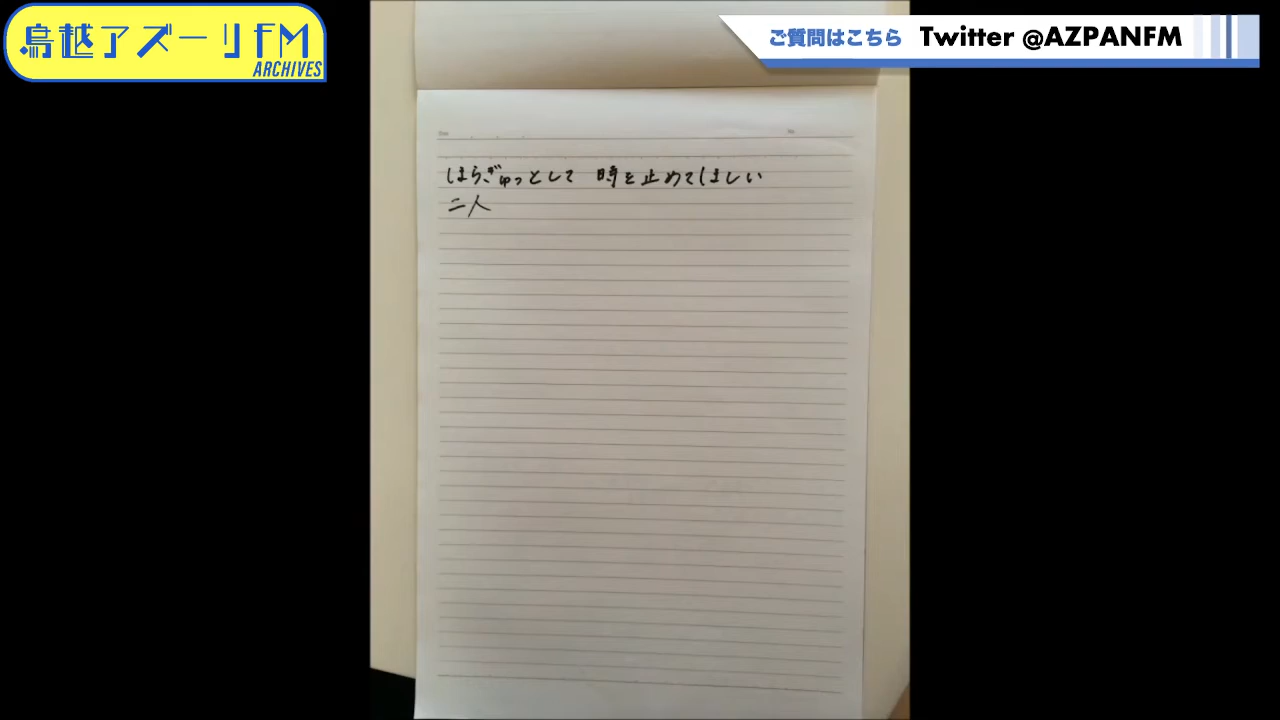 鳥越アズーリFM
ARCHIVES
ご質問はこちら Twitter @AZPANFM
ほらぎゅっとして 時を止めてほしい
二人